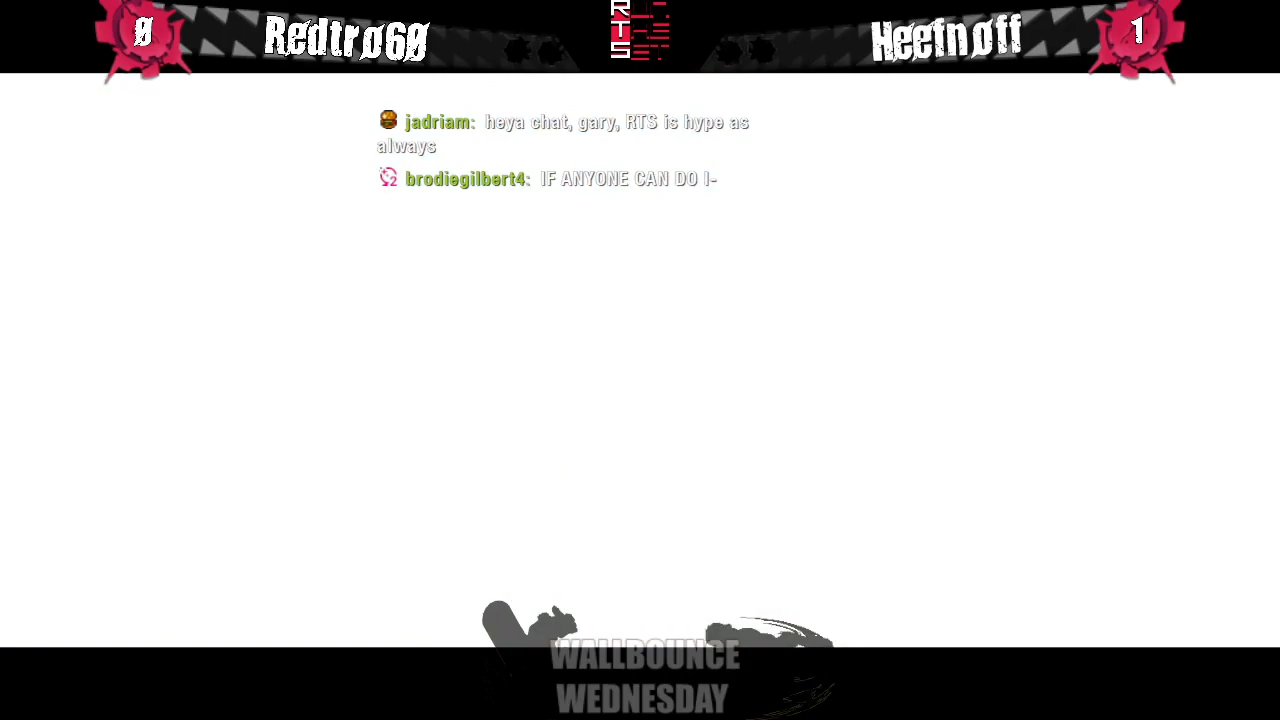 0 Redtro60 RTS Heefnoff 1
jadriam: heya chat, gary, RTS is hype as
always
brodiegilbert4: IF ANYONE CAN DO I-
WALLBOUNCE
WEDNESDAY